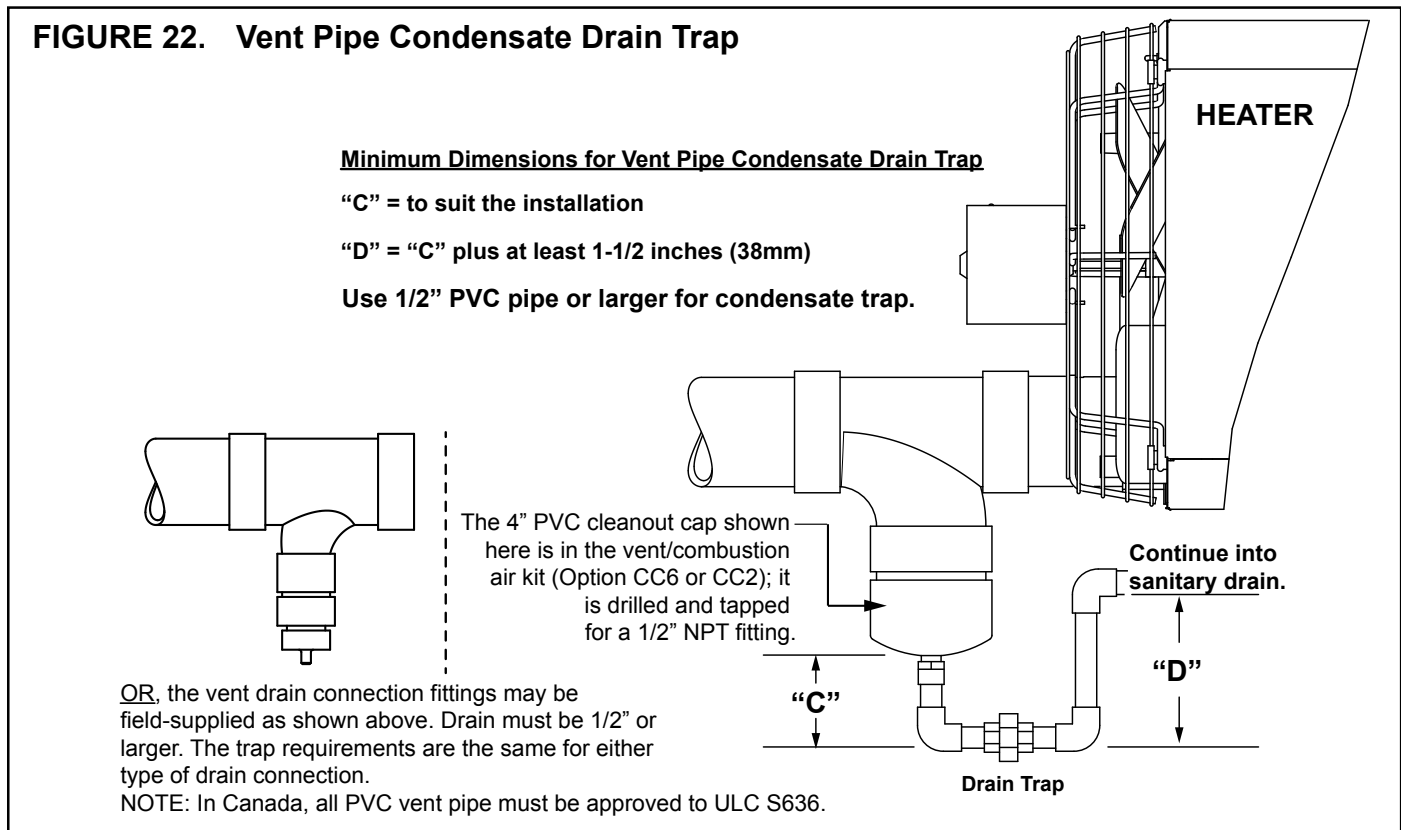 FIGURE 22. Vent Pipe Condensate Drain Trap
HEATER
Minimum Dimensions for Vent Pipe Condensate Drain Trap
“C” = to suit the installation
“D” = “C” plus at least 1-1/2 inches (38mm)
Use 1/2” PVC pipe or larger for condensate trap.
The 4” PVC cleanout cap shown
here is in the vent/combustion
air kit (Option CC6 or CC2); it
is drilled and tapped
for a 1/2” NPT fitting.
Continue into
sanitary drain.
“C”
“D”
Drain Trap
OR, the vent drain connection fittings may be
field-supplied as shown above. Drain must be 1/2” or
larger. The trap requirements are the same for either
type of drain connection.
NOTE: In Canada, all PVC vent pipe must be approved to ULC S636.